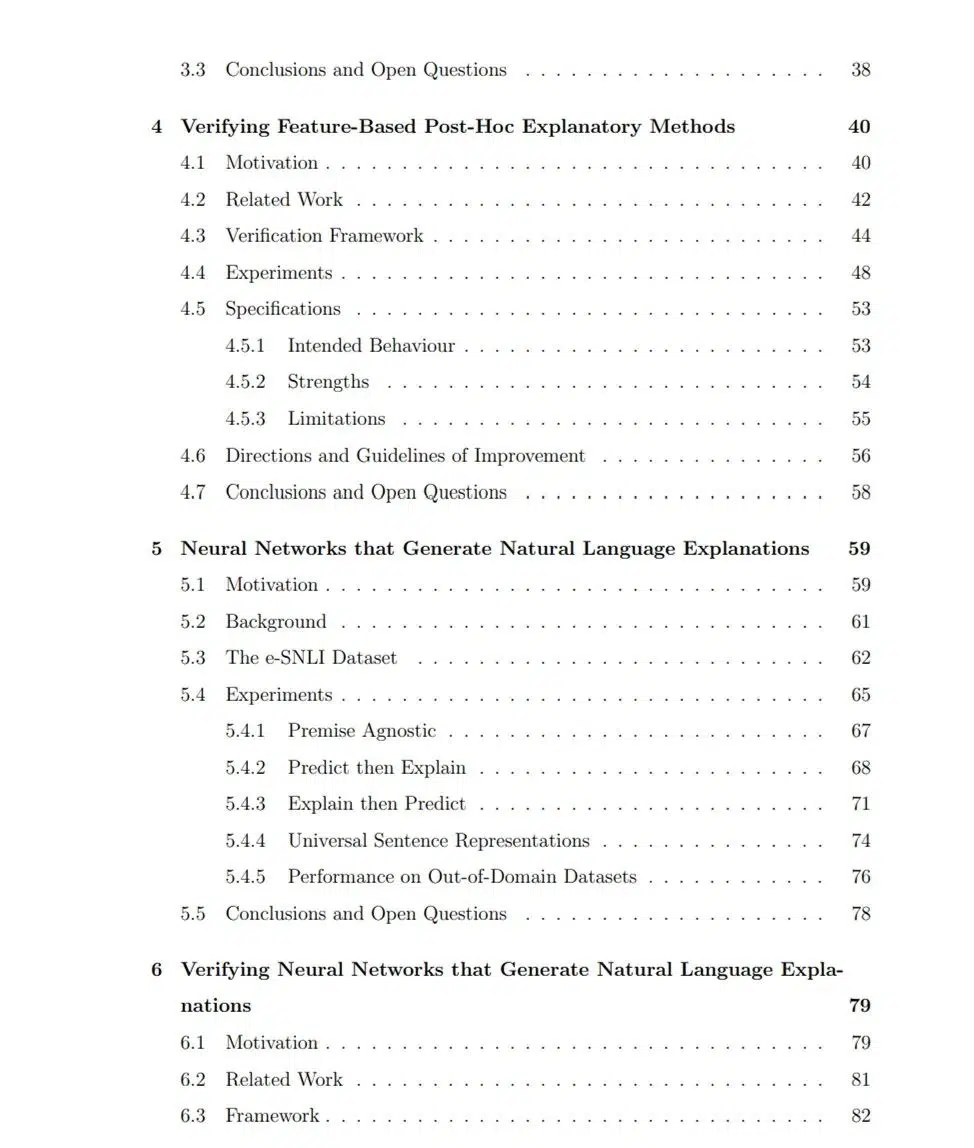 3.3 Conclusions and Open Questions . . . . . . . . . . . . . . . . . . . . 38
4 Verifying Feature-Based Post-Hoc Explanatory Methods 40
4.1 Motivation . . . . . . . . . . . . . . . . . . . . . . . . . . . . . . . . . 40
4.2 Related Work . . . . . . . . . . . . . . . . . . . . . . . . . . . . . . . 42
4.3 Verification Framework . . . . . . . . . . . . . . . . . . . . . . . . . . 44
4.4 Experiments . . . . . . . . . . . . . . . . . . . . . . . . . . . . . . . . 48
4.5 Specifications . . . . . . . . . . . . . . . . . . . . . . . . . . . . . . . 53
4.5.1 Intended Behaviour . . . . . . . . . . . . . . . . . . . . . . . . 53
4.5.2 Strengths . . . . . . . . . . . . . . . . . . . . . . . . . . . . . 54
4.5.3 Limitations . . . . . . . . . . . . . . . . . . . . . . . . . . . . 55
4.6 Directions and Guidelines of Improvement . . . . . . . . . . . . . . . 56
4.7 Conclusions and Open Questions . . . . . . . . . . . . . . . . . . . . 58
5 Neural Networks that Generate Natural Language Explanations 59
5.1 Motivation . . . . . . . . . . . . . . . . . . . . . . . . . . . . . . . . . 59
5.2 Background . . . . . . . . . . . . . . . . . . . . . . . . . . . . . . . . 61
5.3 The e-SNLI Dataset . . . . . . . . . . . . . . . . . . . . . . . . . . . 62
5.4 Experiments . . . . . . . . . . . . . . . . . . . . . . . . . . . . . . . . 65
5.4.1 Premise Agnostic . . . . . . . . . . . . . . . . . . . . . . . . . 67
5.4.2 Predict then Explain . . . . . . . . . . . . . . . . . . . . . . . 68
5.4.3 Explain then Predict . . . . . . . . . . . . . . . . . . . . . . . 71
5.4.4 Universal Sentence Representations . . . . . . . . . . . . . . . 74
5.4.5 Performance on Out-of-Domain Datasets . . . . . . . . . . . . 76
5.5 Conclusions and Open Questions . . . . . . . . . . . . . . . . . . . . 78
6 Verifying Neural Networks that Generate Natural Language Expla-
nations 79
6.1 Motivation . . . . . . . . . . . . . . . . . . . . . . . . . . . . . . . . . 79
6.2 Related Work . . . . . . . . . . . . . . . . . . . . . . . . . . . . . . . 81
6.3 Framework . . . . . . . . . . . . . . . . . . . . . . . . . . . . . . . . . 82